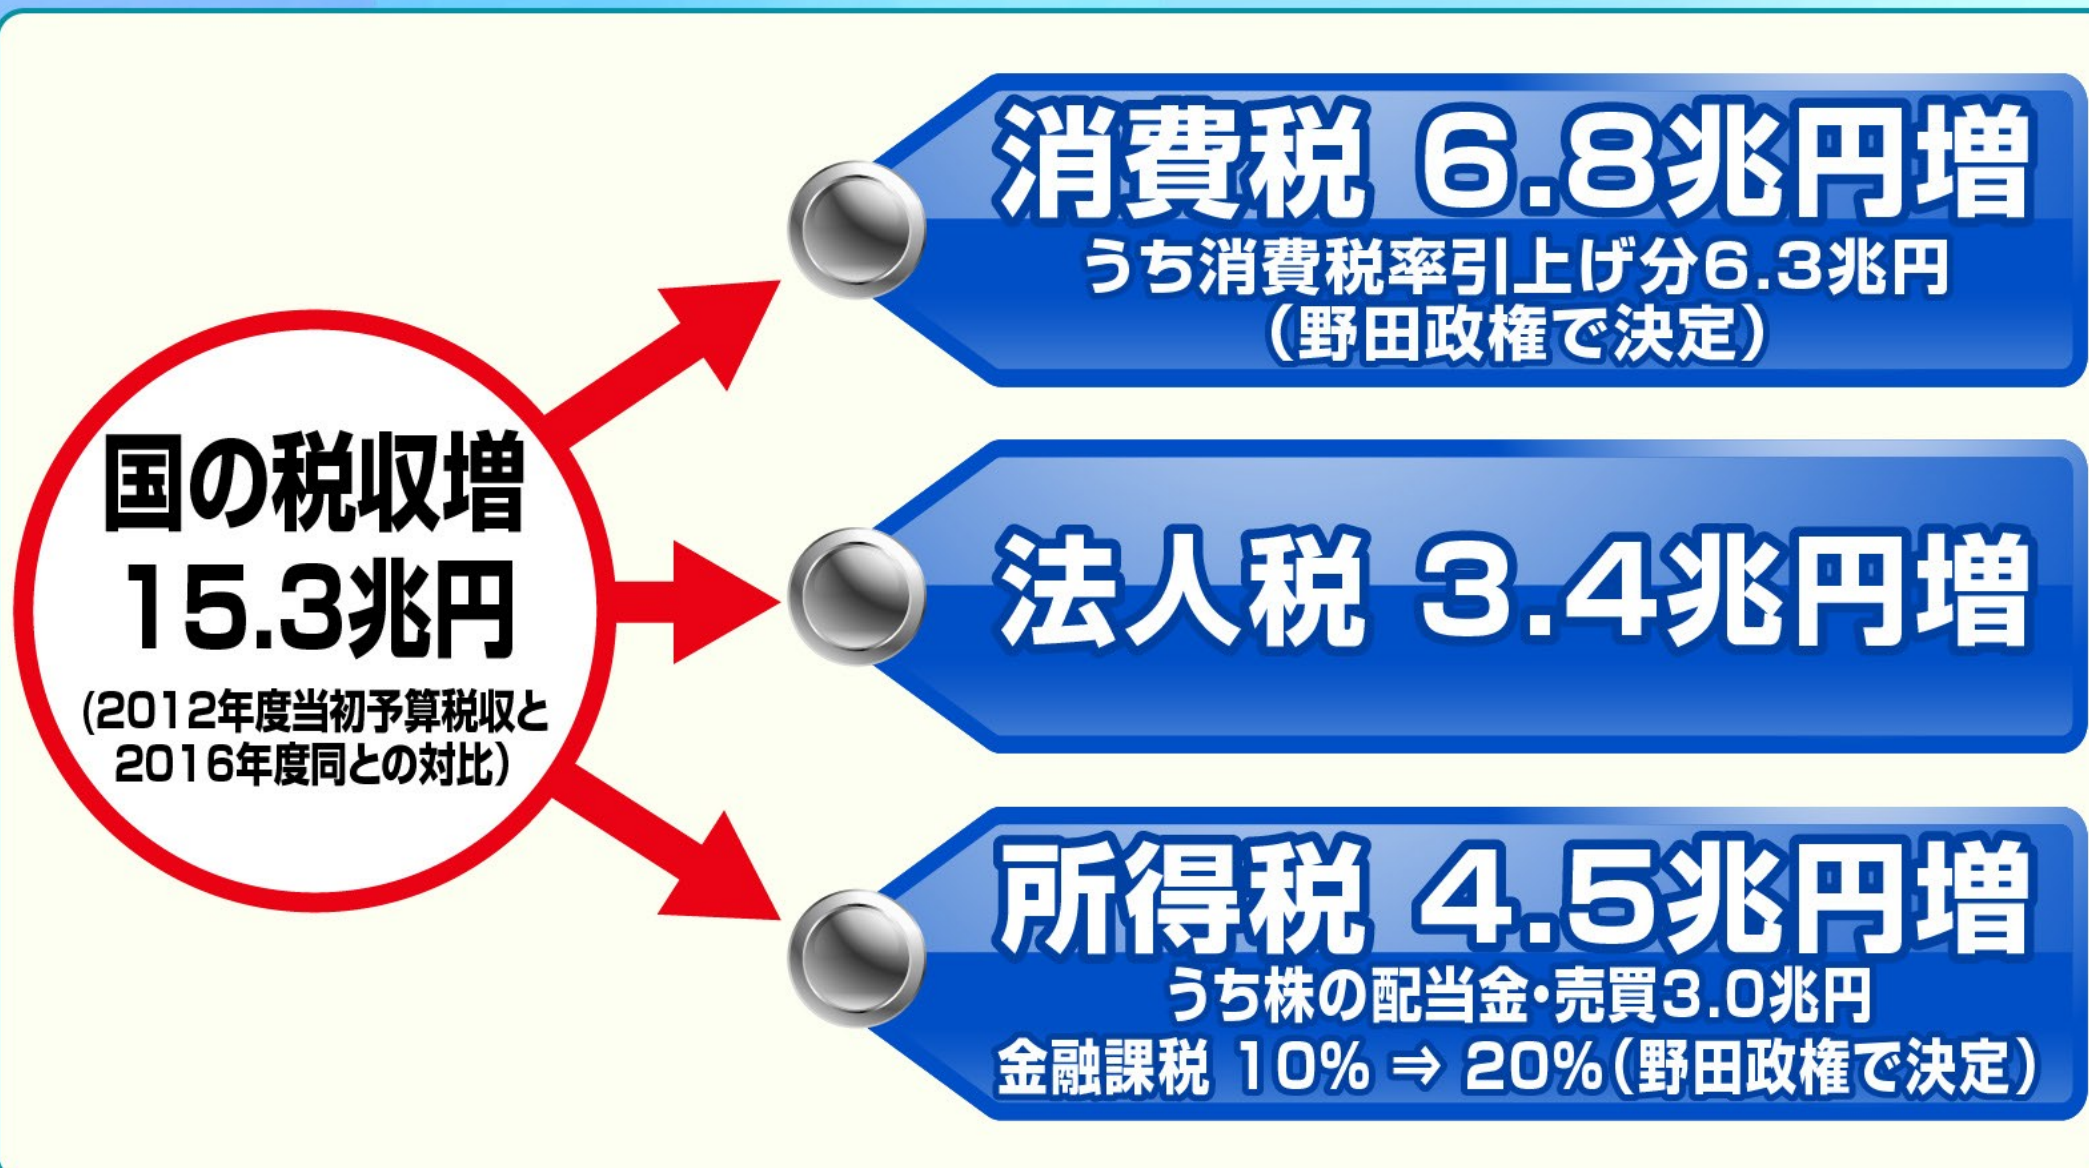 国の税収増
15.3兆円
(2012年度当初予算税収と
2016年度同との対比)
消費税 6.8兆円増
うち消費税率引上げ分6.3兆円
(野田政権で決定)
法人税 3.4兆円増
所得税 4.5兆円増
うち株の配当金・売買3.0兆円
金融課税 10% ⇒ 20%(野田政権で決定)